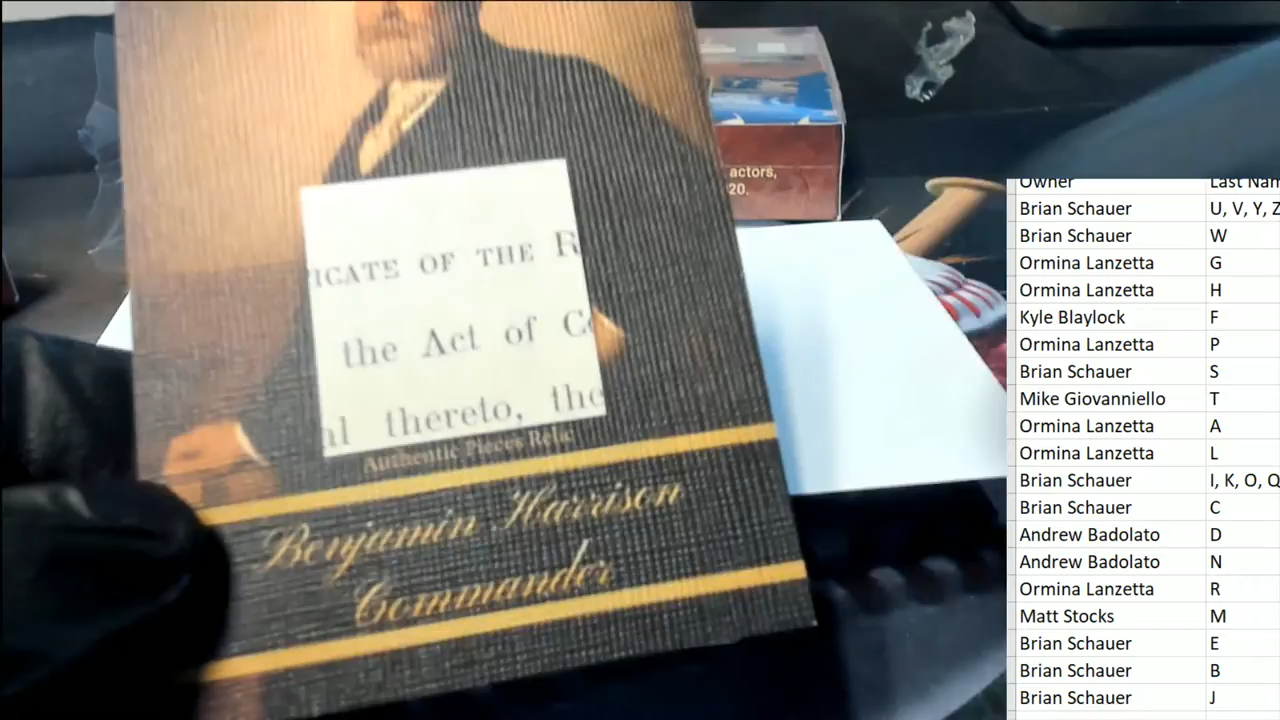 actors,
20.
ICATE OF THE R
the Act of C
al thereto, the
Authentic Pieces Relic
Benjamin Harrison
Commander
Owner Last Nam
Brian Schauer U, V, Y, Z
Brian Schauer W
Ormina Lanzetta G
Ormina Lanzetta H
Kyle Blaylock F
Ormina Lanzetta P
Brian Schauer S
Mike Giovanniello T
Ormina Lanzetta A
Ormina Lanzetta L
Brian Schauer I, K, O, Q
Brian Schauer C
Andrew Badolato D
Andrew Badolato N
Ormina Lanzetta R
Matt Stocks M
Brian Schauer E
Brian Schauer B
Brian Schauer J